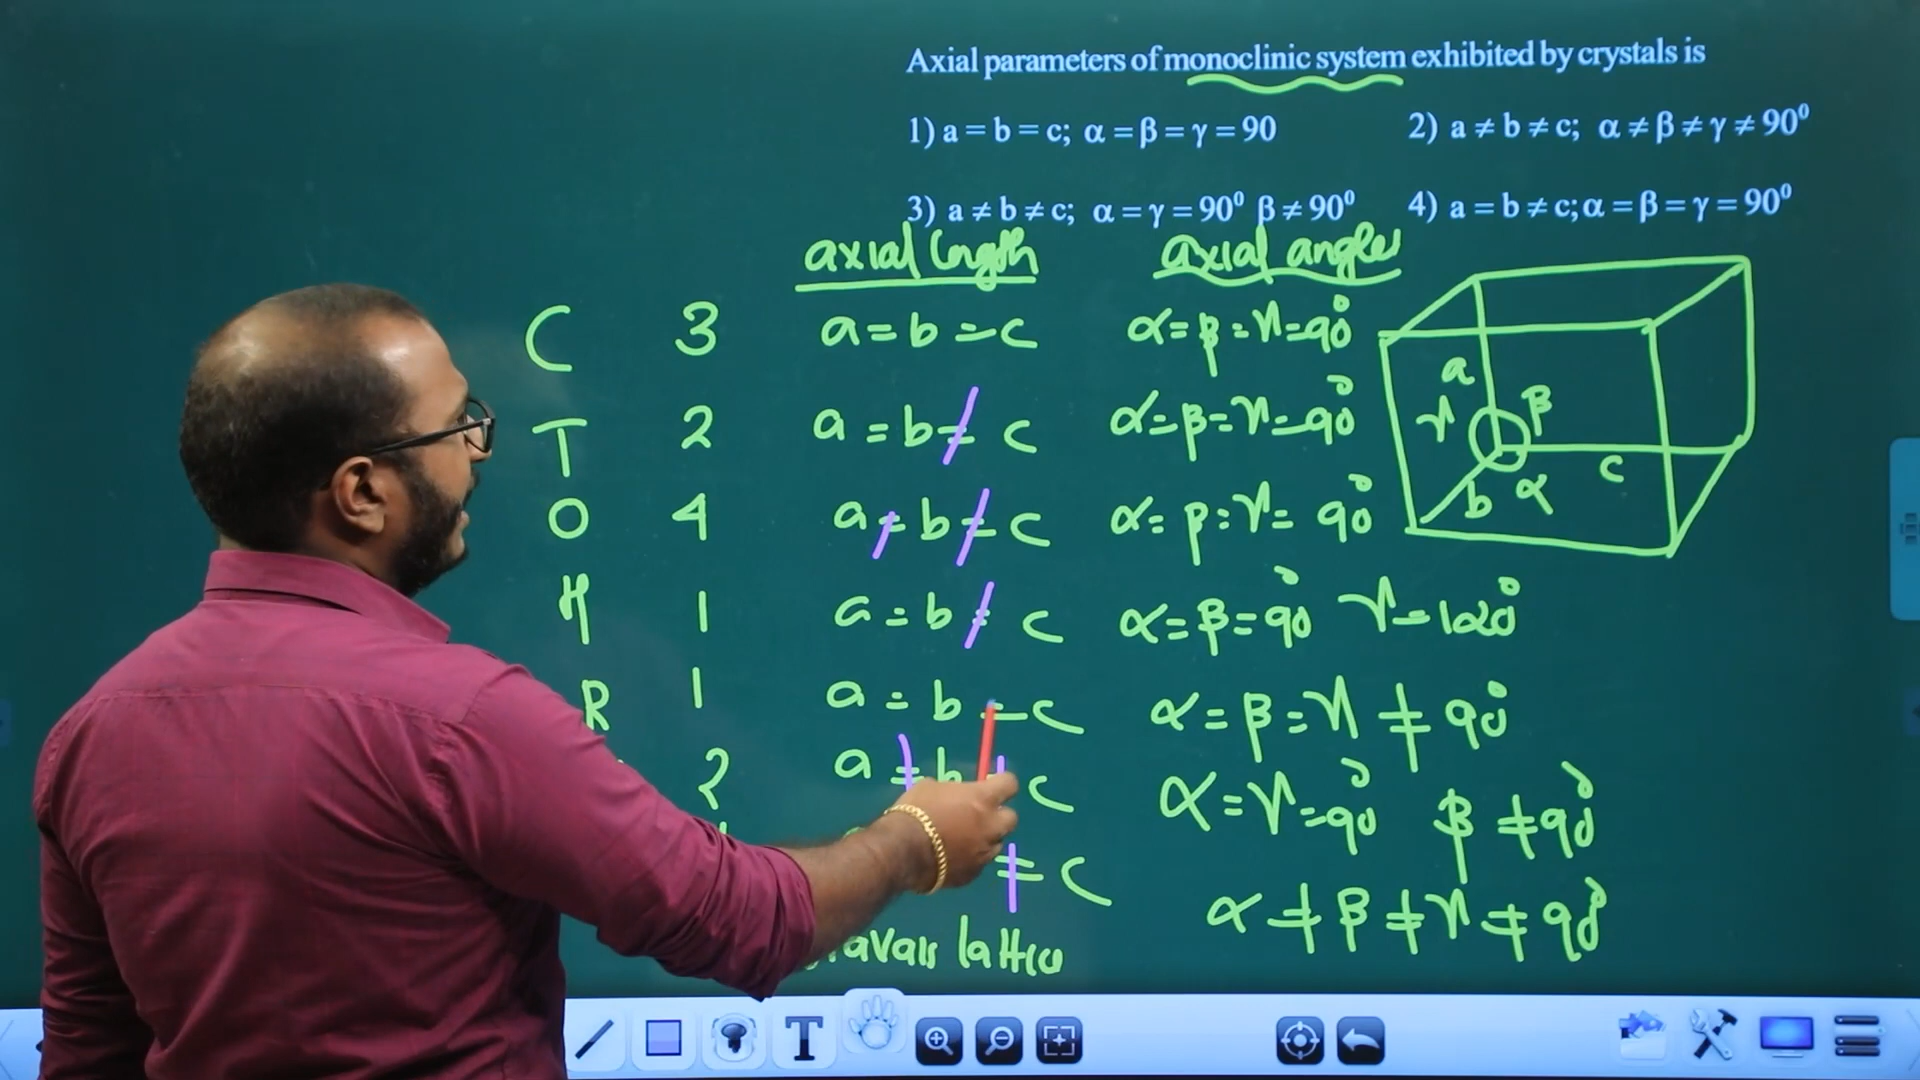 Axial parameters of monoclinic system exhibited by crystals is
1) a = b = c; α = β = γ = 90
2) a ≠ b ≠ c; α ≠ β ≠ γ ≠ 90⁰
3) a ≠ b ≠ c; α = γ = 90⁰ β ≠ 90⁰
4) a = b ≠ c; α = β = γ = 90⁰
axial length axial angles
C 3 a = b = c α = β = γ = 90°
T 2 a = b ≠ c α = β = γ = 90°
O 4 a ≠ b ≠ c α = β = γ = 90°
H 1 a = b ≠ c α = β = 90° γ = 120°
R 1 a = b = c α = β = γ ≠ 90°
2 a ≠ b ≠ c α = γ = 90° β ≠ 90°
≠ c α ≠ β ≠ γ ≠ 90°
lattice
a
γ β
b α c
T